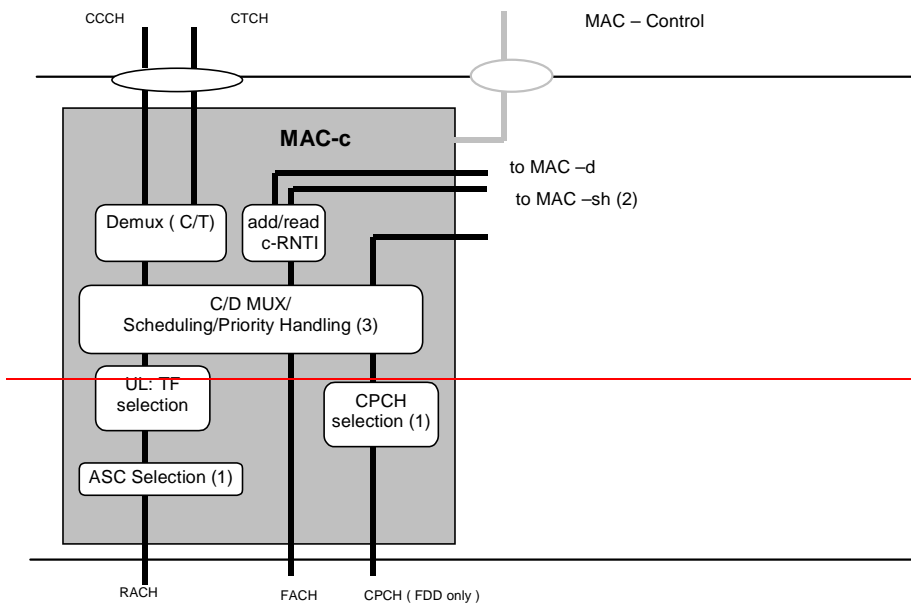 CCCH
CTCH
MAC – Control
MAC-c
to MAC –d
to MAC –sh (2)
Demux ( C/T)
add/read
c-RNTI
C/D MUX/
Scheduling/Priority Handling (3)
UL: TF
selection
CPCH
selection (1)
ASC Selection (1)
RACH
FACH
CPCH ( FDD only )